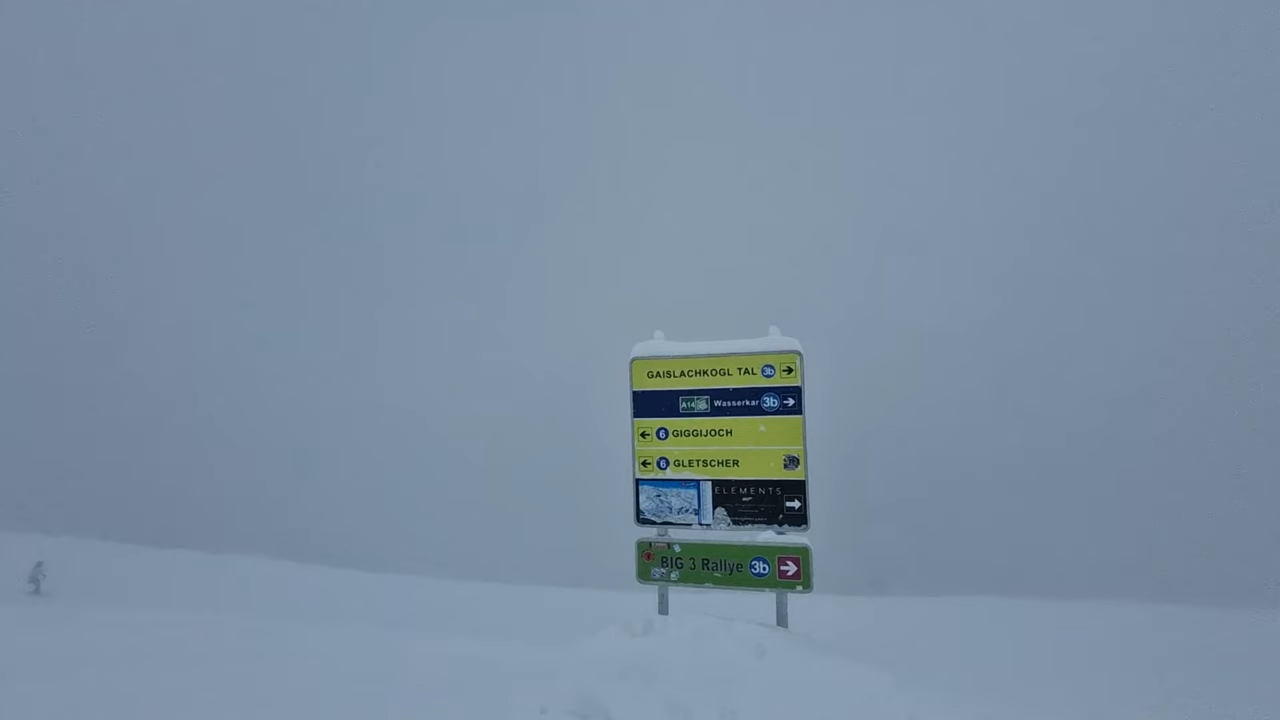 GAISLACHKOGL TAL 3b
A14 Wasserkar 3b
6 GIGGIJOCH
6 GLETSCHER
ELEMENTS
BIG 3 Rallye 3b